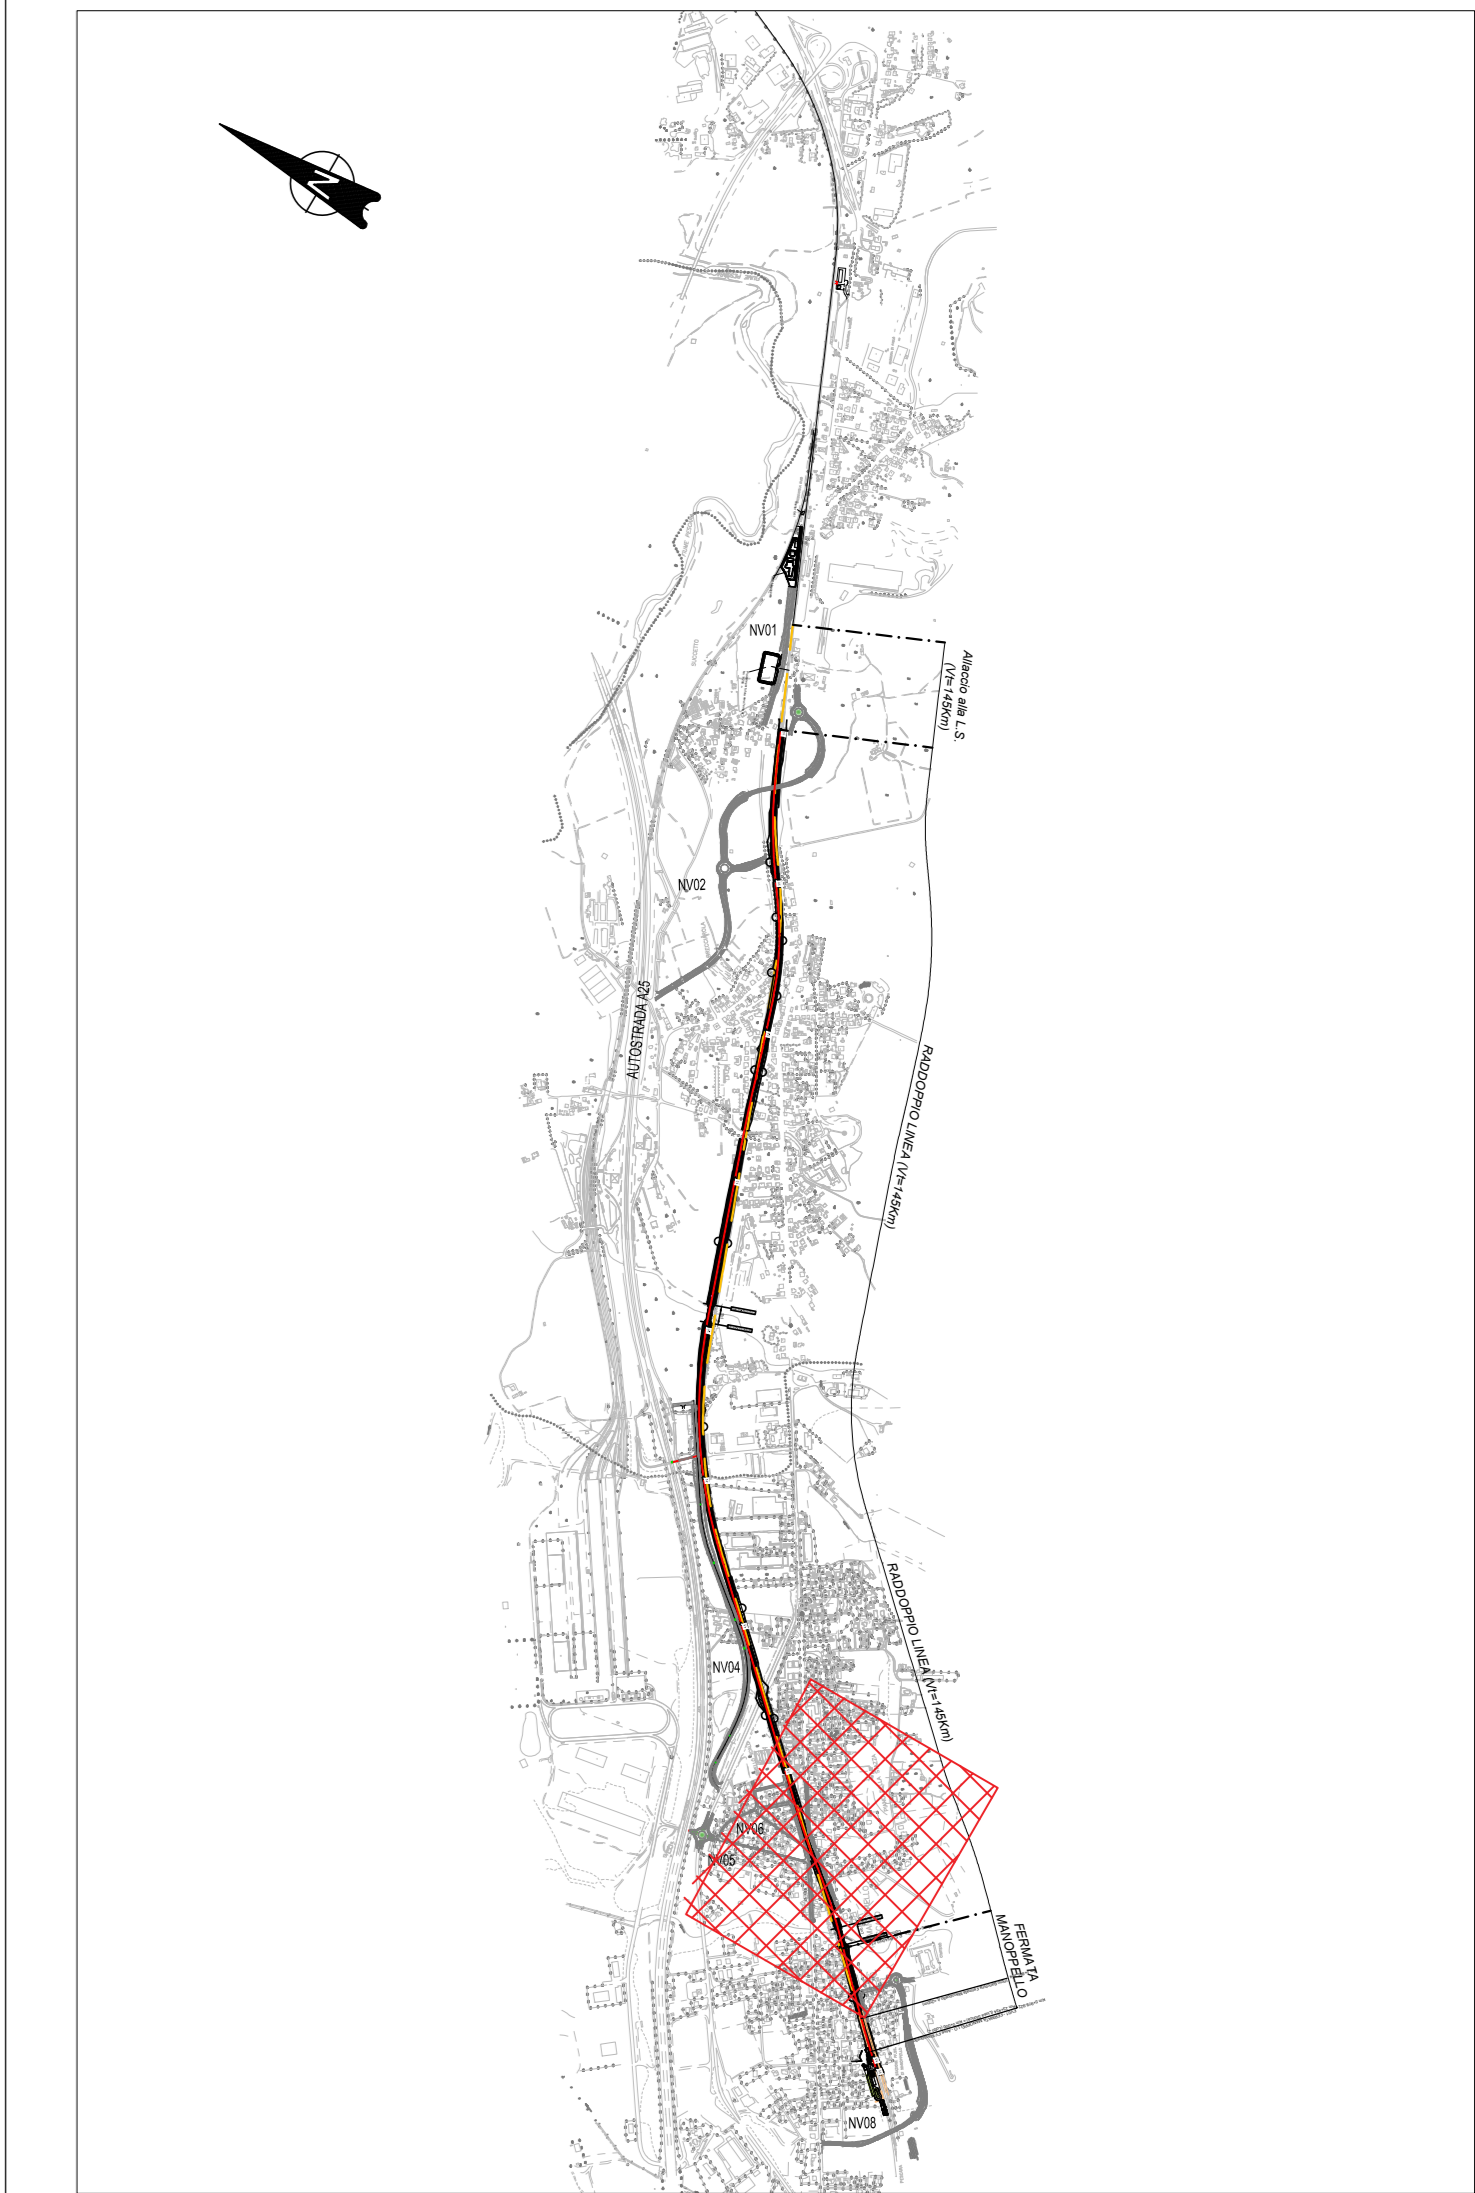 N
NV01
Allaccio alla L.S.
(Vt=145Km)
NV02
AUTOSTRADA A25
RADDOPPIO LINEA (Vt=145Km)
RADDOPPIO LINEA (Vt=145Km)
NV04
NV06
NV05
FERMATA
MANOPPELLO
NV08